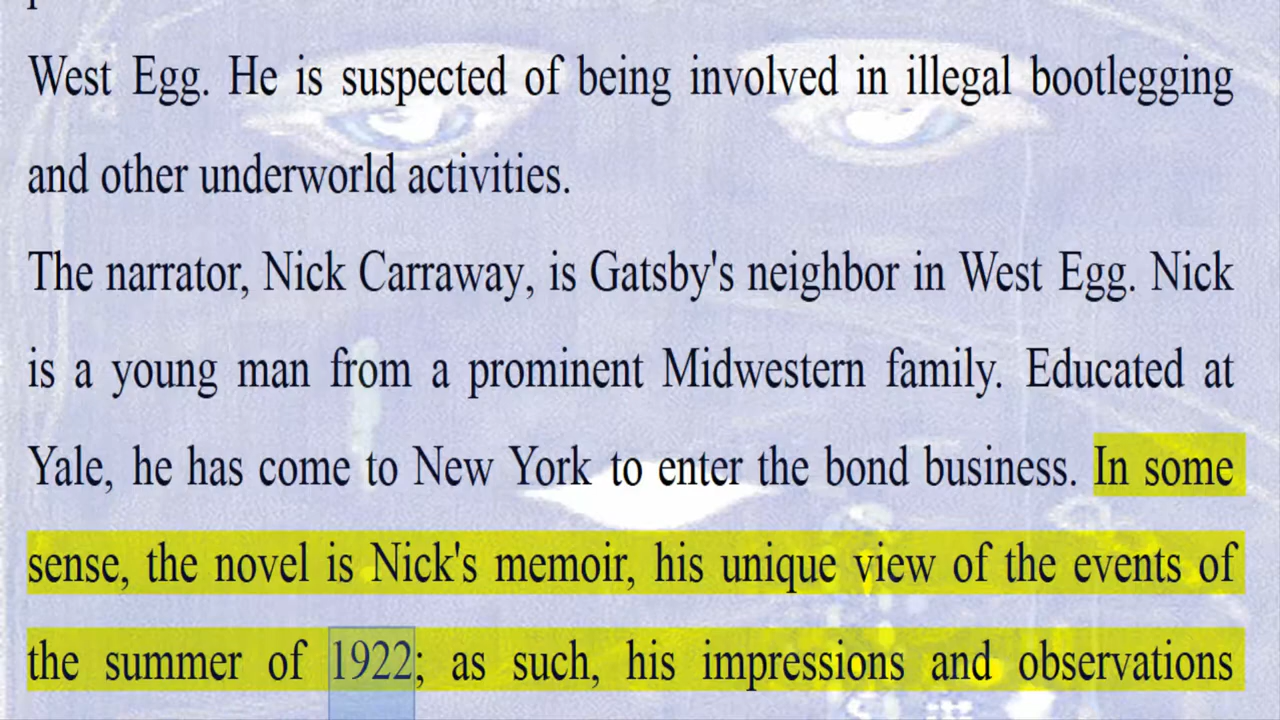 West Egg. He is suspected of being involved in illegal bootlegging
and other underworld activities.
The narrator, Nick Carraway, is Gatsby's neighbor in West Egg. Nick
is a young man from a prominent Midwestern family. Educated at
Yale, he has come to New York to enter the bond business. In some
sense, the novel is Nick's memoir, his unique view of the events of
the summer of 1922; as such, his impressions and observations